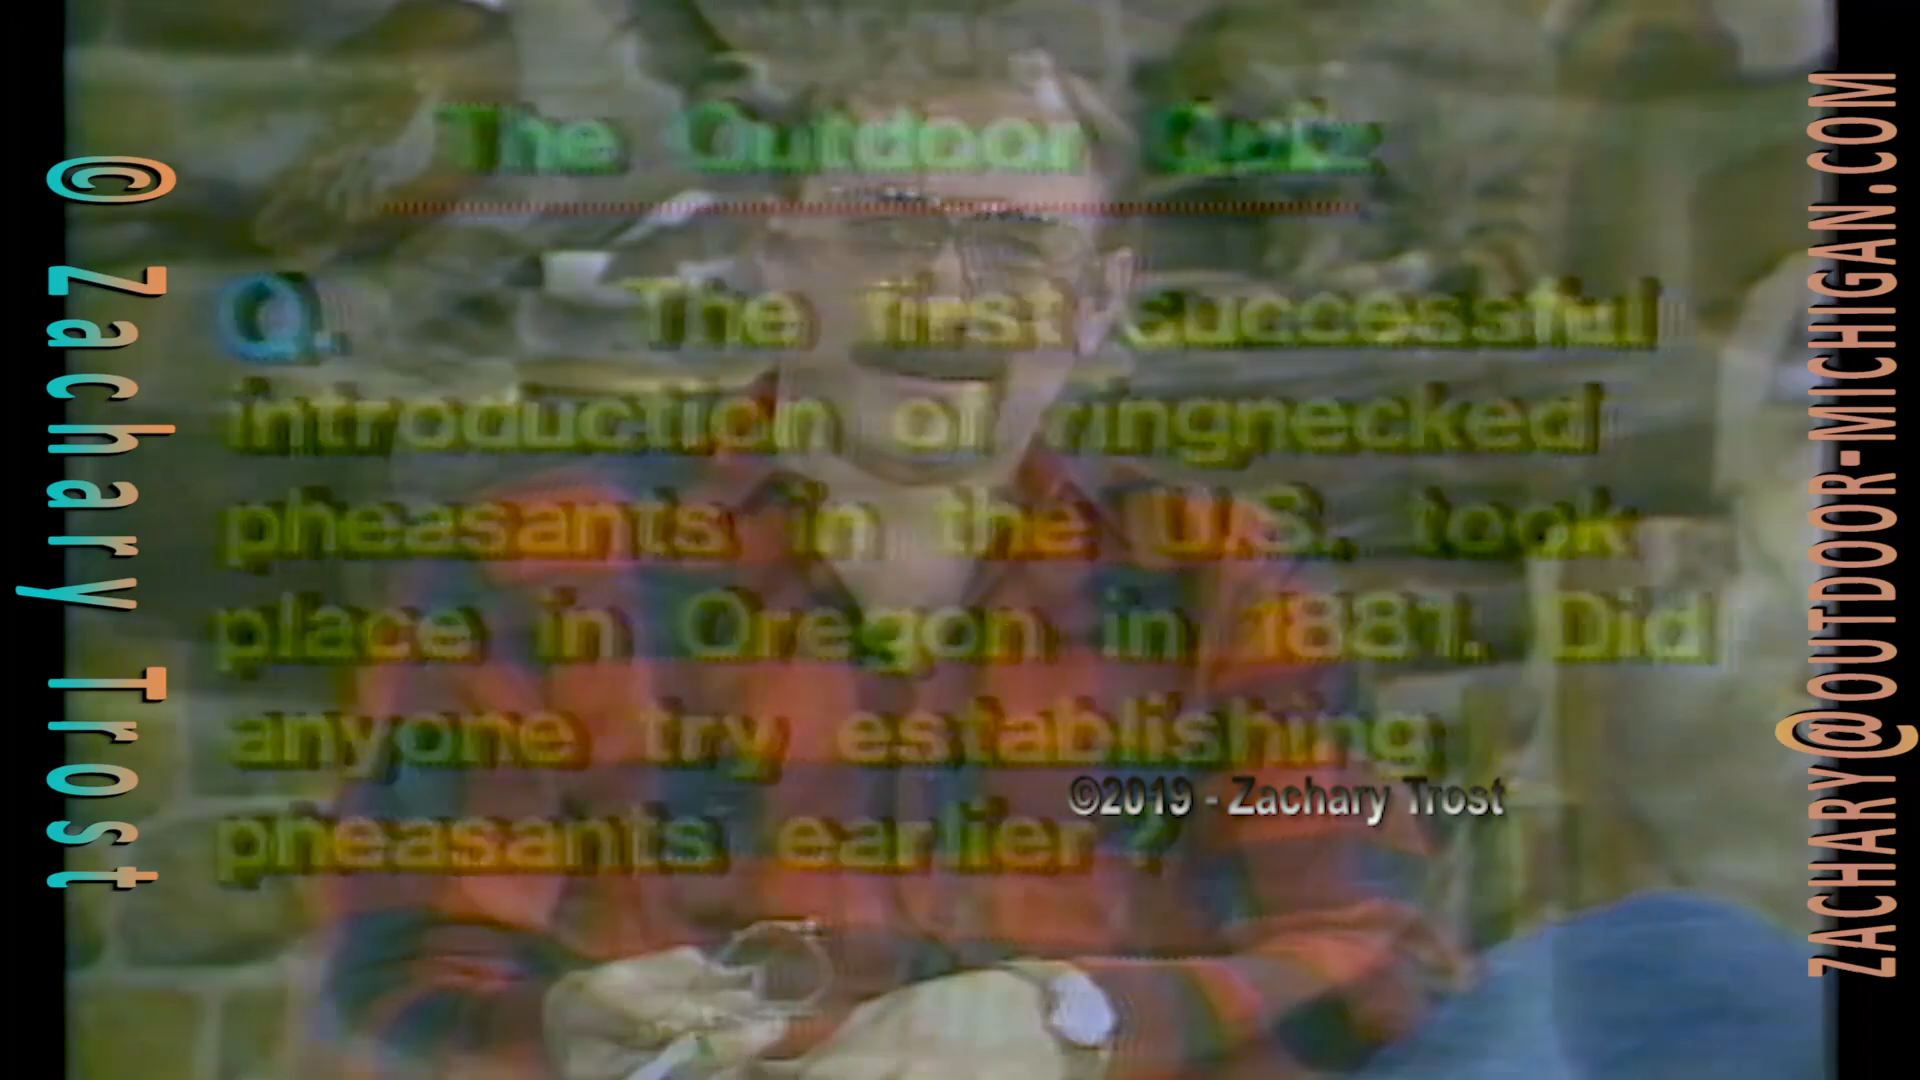 The Outdoor Quiz
Q. The first successful
introduction of ringnecked
pheasants in the U.S. took
place in Oregon in 1881. Did
anyone try establishing
pheasants earlier?
©2019 - Zachary Trost
© Zachary Trost
ZACHARY@OUTDOOR-MICHIGAN.COM